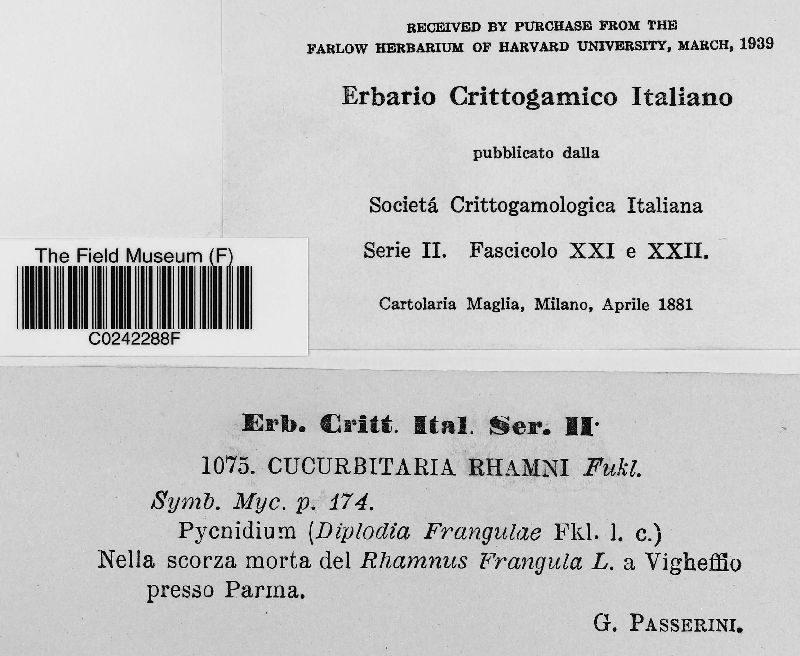 RECEIVED BY PURCHASE FROM THE
FARLOW HERBARIUM OF HARVARD UNIVERSITY, MARCH, 1939
Erbario Crittogamico Italiano
pubblicato dalla
Societá Crittogamologica Italiana
Serie II. Fascicolo XXI e XXII.
Cartolaria Maglia, Milano, Aprile 1881
The Field Museum (F)
C0242288F
Erb. Critt. Ital. Ser. II.
1075. CUCURBITARIA RHAMNI Fukl.
Symb. Myc. p. 174.
Pycnidium (Diplodia Frangulae Fkl. l. c.)
Nella scorza morta del Rhamnus Frangula L. a Vigheffio
presso Parma.
G. PASSERINI.